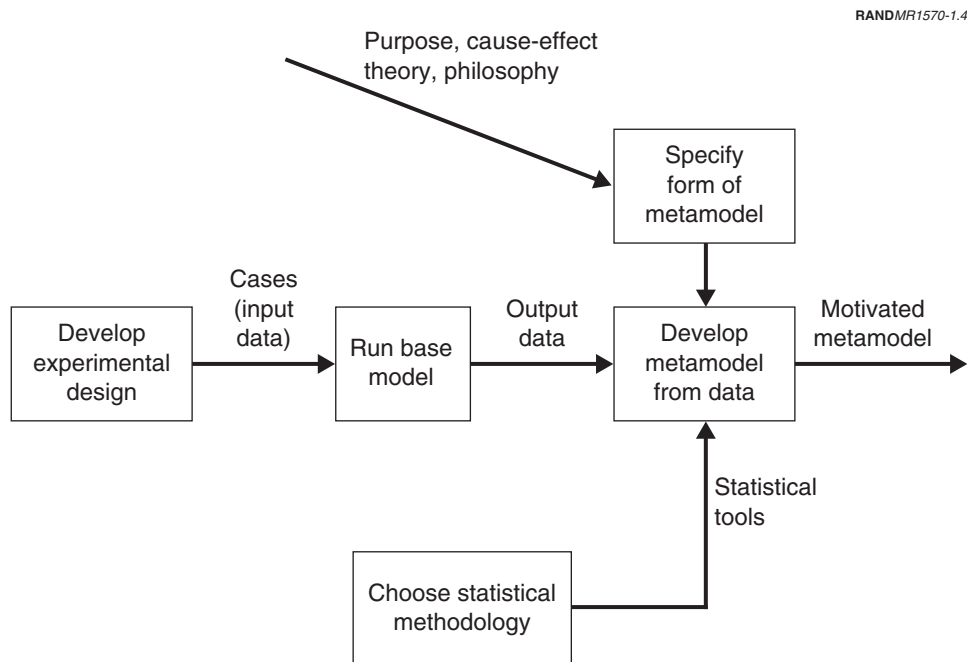 RANDMR1570-1.4
Purpose, cause-effect
theory, philosophy
Specify
form of
metamodel
Cases
(input
data)
Output
data
Motivated
metamodel
Develop
experimental
design
Run base
model
Develop
metamodel
from data
Statistical
tools
Choose statistical
methodology